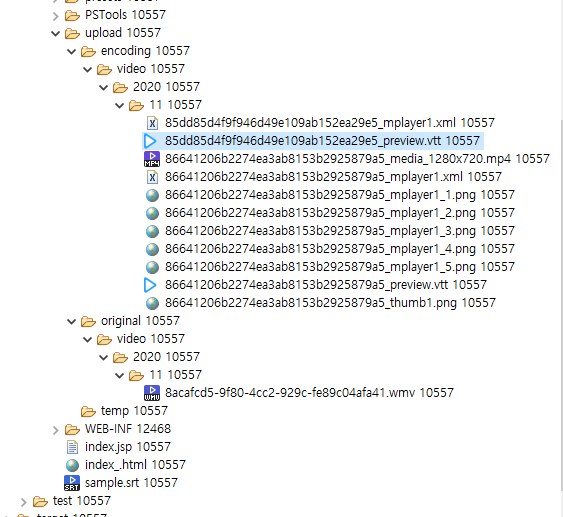 PSTools 10557
upload 10557
encoding 10557
video 10557
2020 10557
11 10557
85dd85d4f9f946d49e109ab152ea29e5_mplayer1.xml 10557
85dd85d4f9f946d49e109ab152ea29e5_preview.vtt 10557
86641206b2274ea3ab8153b2925879a5_media_1280x720.mp4 10557
86641206b2274ea3ab8153b2925879a5_mplayer1.xml 10557
86641206b2274ea3ab8153b2925879a5_mplayer1_1.png 10557
86641206b2274ea3ab8153b2925879a5_mplayer1_2.png 10557
86641206b2274ea3ab8153b2925879a5_mplayer1_3.png 10557
86641206b2274ea3ab8153b2925879a5_mplayer1_4.png 10557
86641206b2274ea3ab8153b2925879a5_mplayer1_5.png 10557
86641206b2274ea3ab8153b2925879a5_preview.vtt 10557
86641206b2274ea3ab8153b2925879a5_thumb1.png 10557
original 10557
video 10557
2020 10557
11 10557
8acafcd5-9f80-4cc2-929c-fe89c04afa41.wmv 10557
temp 10557
WEB-INF 12468
index.jsp 10557
index_.html 10557
sample.srt 10557
test 10557